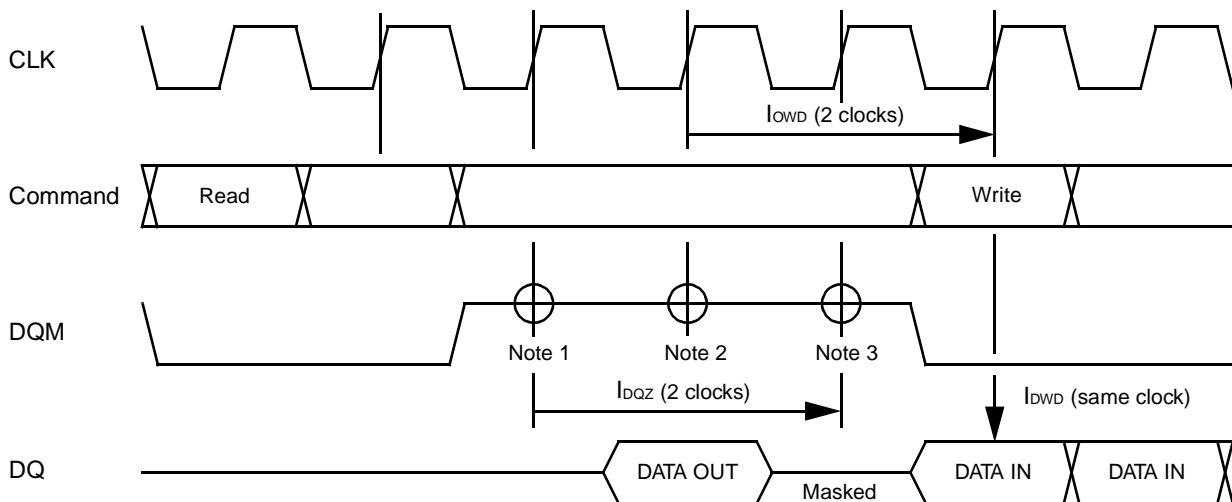 CLK
IOWD (2 clocks)
Command
Read
Write
DQM
Note 1
Note 2
Note 3
IDQZ (2 clocks)
IDWD (same clock)
DQ
DATA OUT
Masked
DATA IN
DATA IN